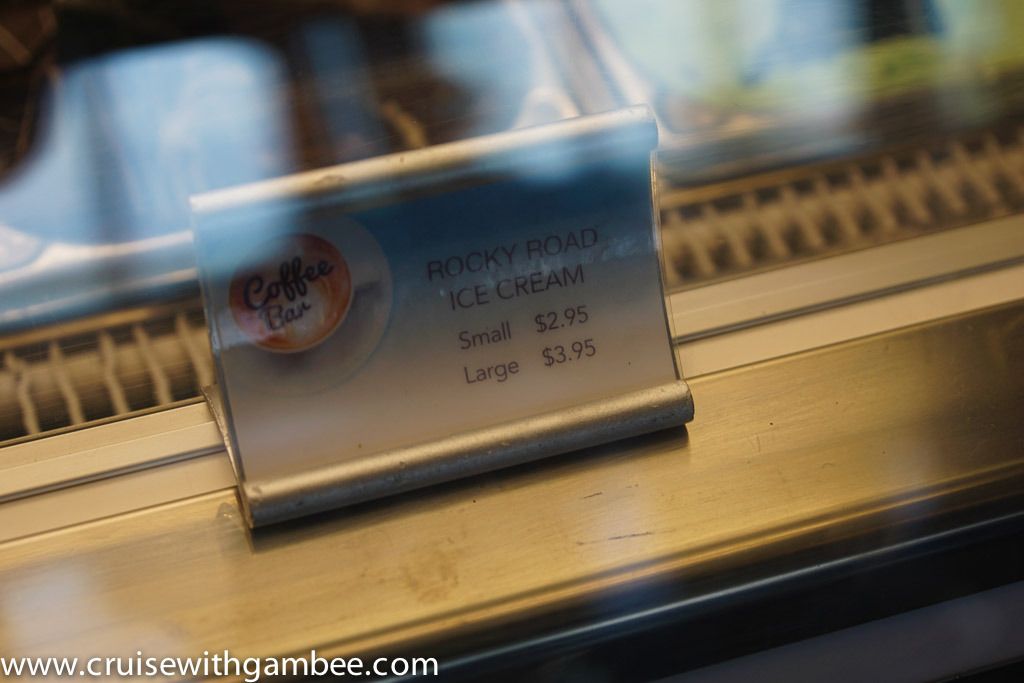 Coffee
Bar
ROCKY ROAD
ICE CREAM
Small $2.95
Large $3.95
www.cruisewithgambee.com